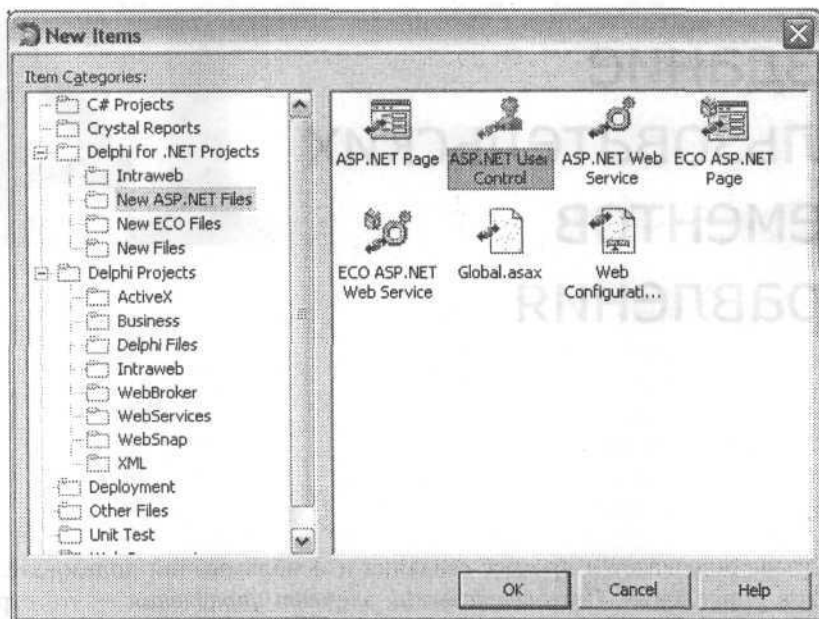 New Items
Item Categories:
C# Projects
Crystal Reports
Delphi for .NET Projects
Intraweb
New ASP.NET Files
New ECO Files
New Files
Delphi Projects
ActiveX
Business
Delphi Files
Intraweb
WebBroker
WebServices
WebSnap
XML
Deployment
Other Files
Unit Test
ASP.NET Page
ASP.NET User
Control
ASP.NET Web
Service
ECO ASP.NET
Page
ECO ASP.NET
Web Service
Global.asax
Web
Configurati...
OK
Cancel
Help